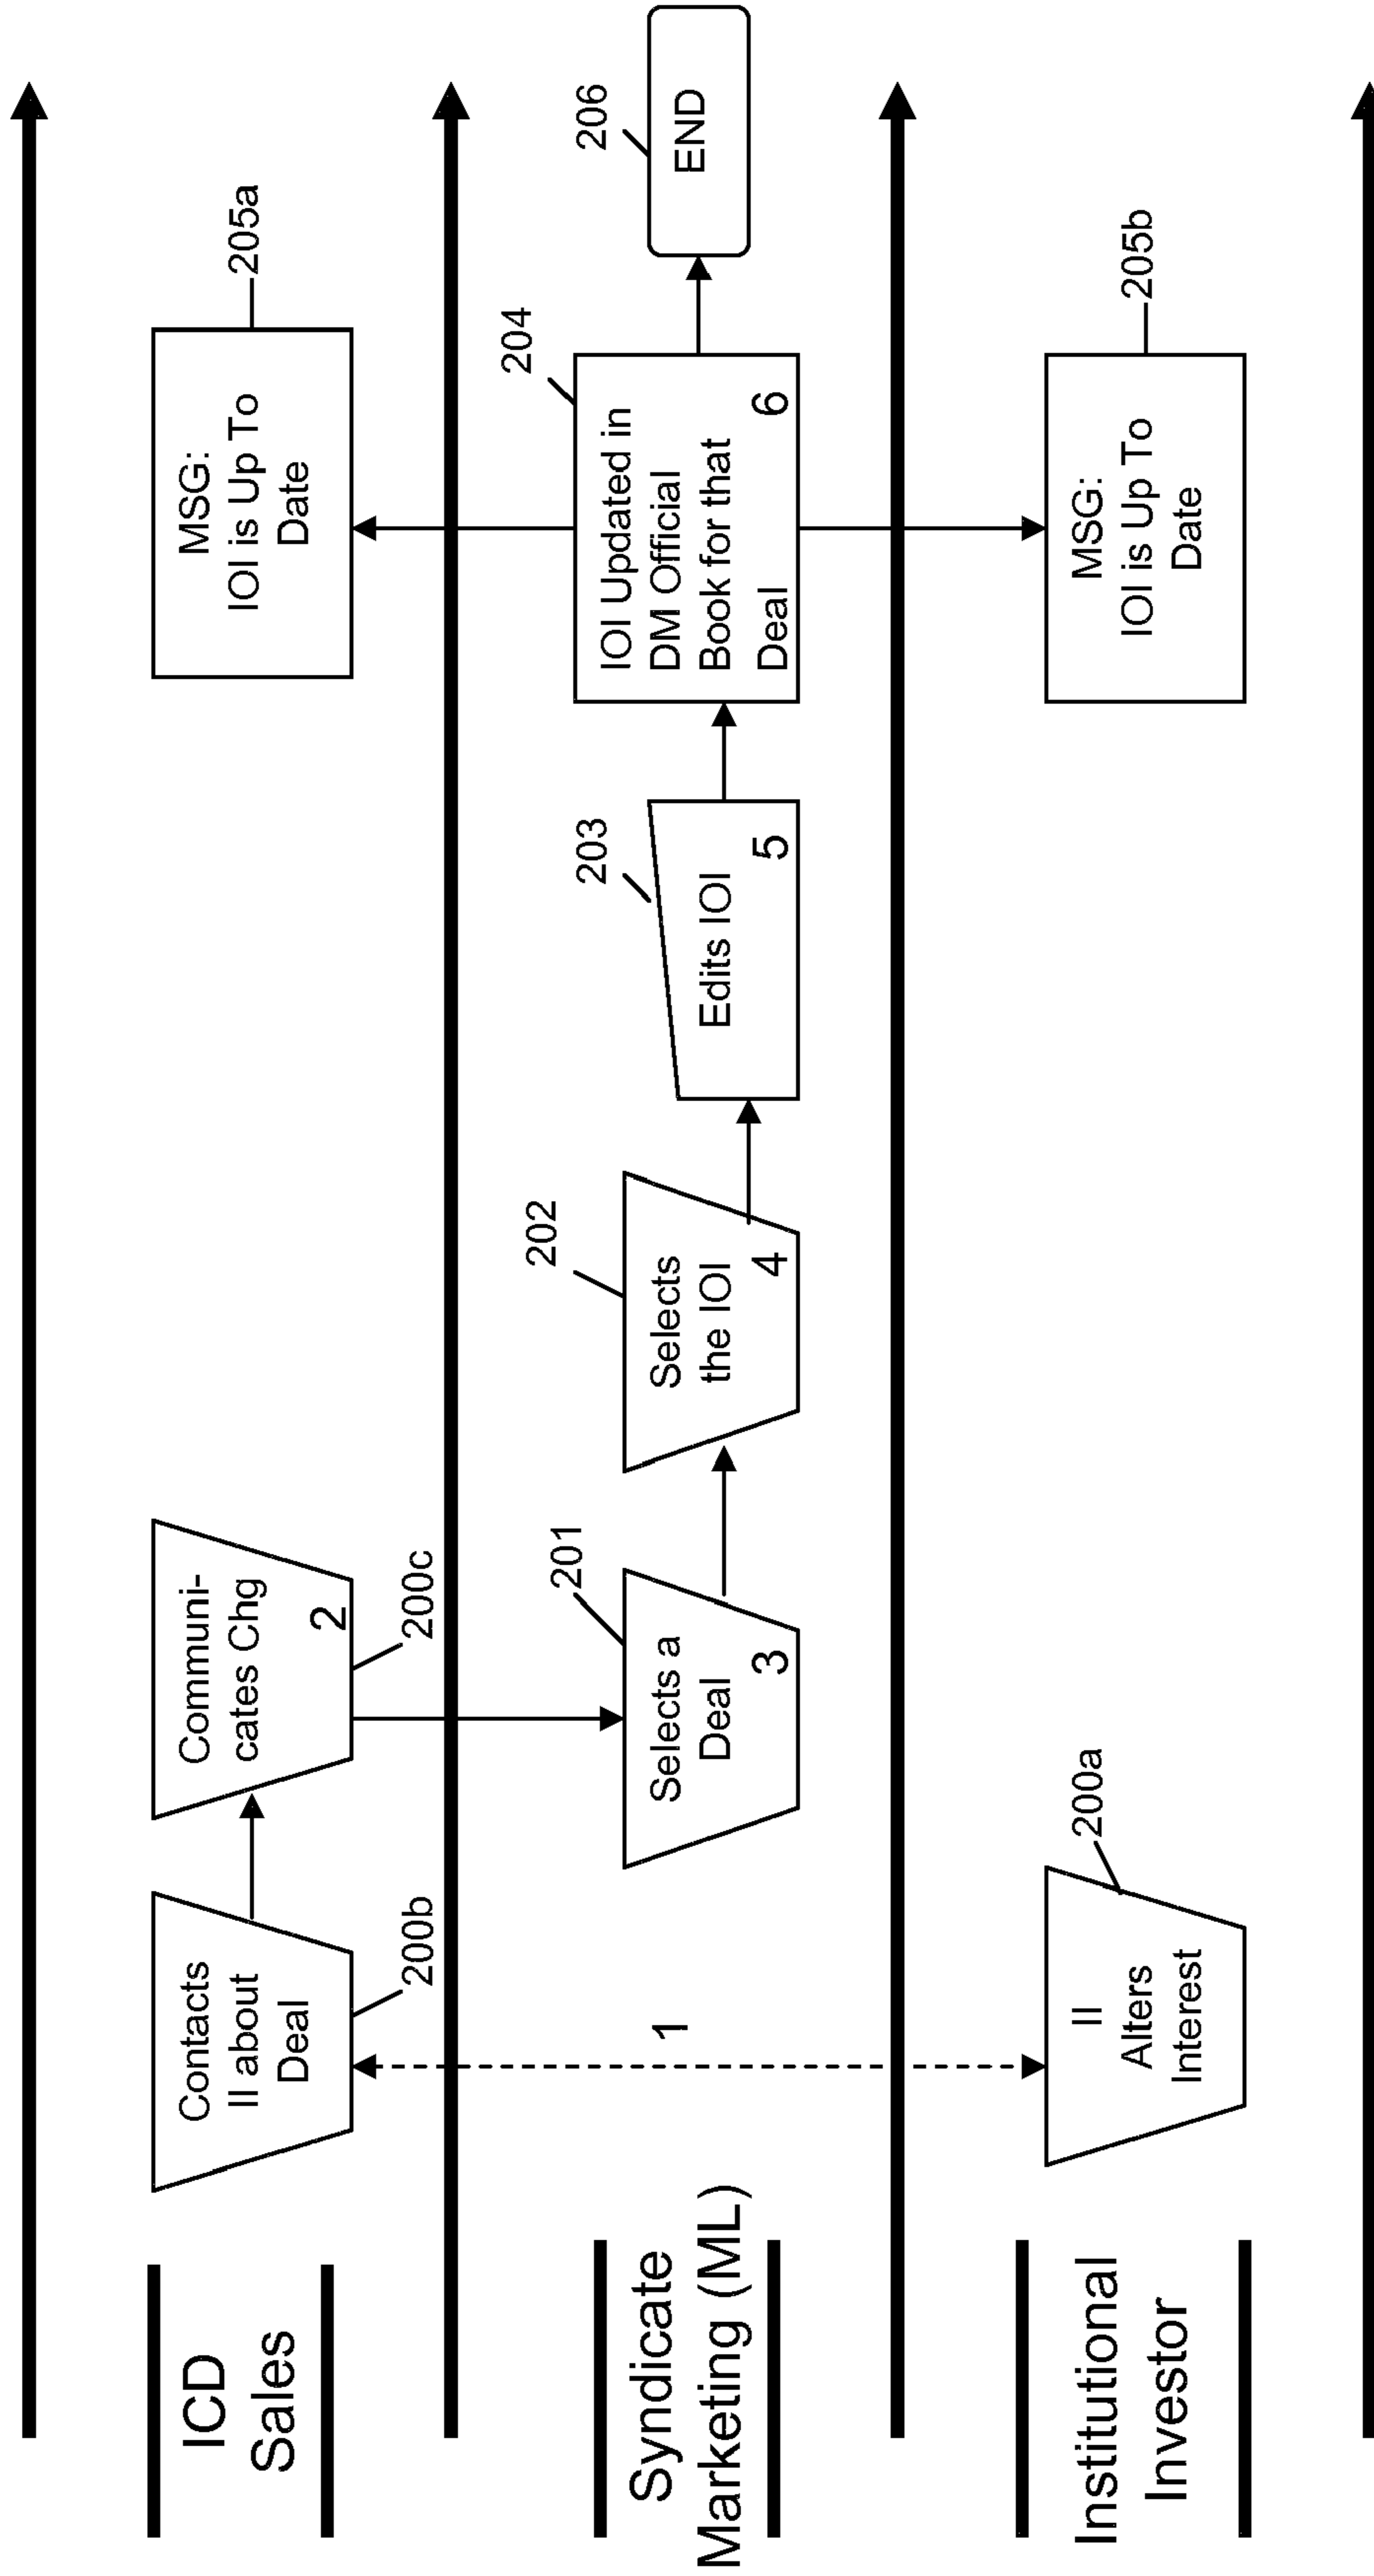 ICD
Sales
Contacts
II about
Deal
200b
Communi-
cates Chg
2
200c
MSG:
IOI is Up To
Date
205a
Syndicate
Marketing (ML)
1
Selects a
Deal
3
201
Selects
the IOI
4
202
Edits IOI
5
203
IOI Updated in
DM Official
Book for that
Deal 6
204
END
206
Institutional
Investor
II
Alters
Interest
200a
MSG:
IOI is Up To
Date
205b